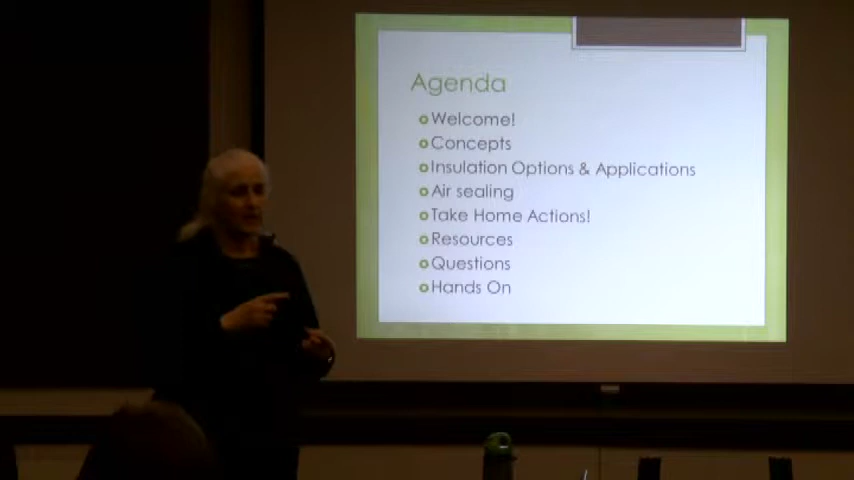 Agenda
Welcome!
Concepts
Insulation Options & Applications
Air sealing
Take Home Actions!
Resources
Questions
Hands On